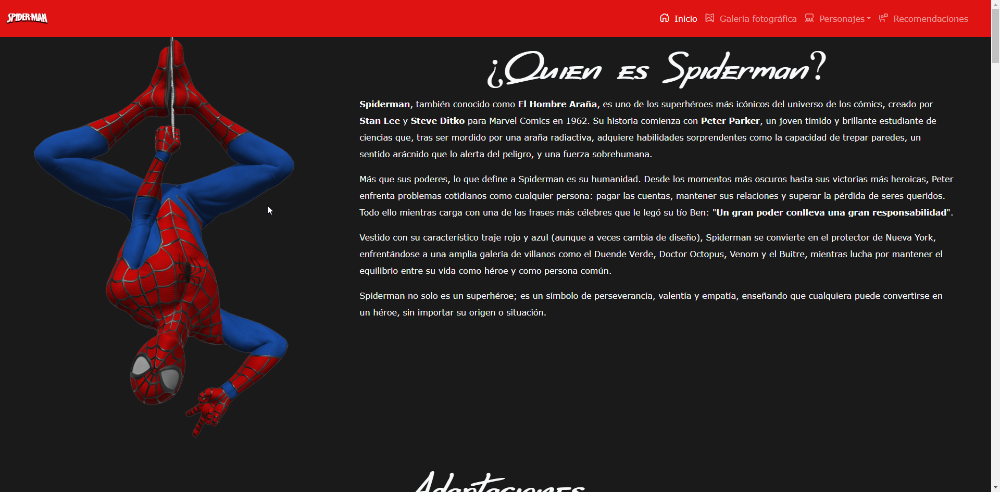 SPIDER-MAN
Inicio
Galería fotográfica
Personajes
Recomendaciones
¿Quien es Spiderman?
Spiderman, también conocido como El Hombre Araña, es uno de los superhéroes más icónicos del universo de los cómics, creado por
Stan Lee y Steve Ditko para Marvel Comics en 1962. Su historia comienza con Peter Parker, un joven tímido y brillante estudiante de
ciencias que, tras ser mordido por una araña radiactiva, adquiere habilidades sorprendentes como la capacidad de trepar paredes, un
sentido arácnido que lo alerta del peligro, y una fuerza sobrehumana.
Más que sus poderes, lo que define a Spiderman es su humanidad. Desde los momentos más oscuros hasta sus victorias más heroicas, Peter
enfrenta problemas cotidianos como cualquier persona: pagar las cuentas, mantener sus relaciones y superar la pérdida de seres queridos.
Todo ello mientras carga con una de las frases más célebres que le legó su tío Ben: "Un gran poder conlleva una gran responsabilidad".
Vestido con su característico traje rojo y azul (aunque a veces cambia de diseño), Spiderman se convierte en el protector de Nueva York,
enfrentándose a una amplia galería de villanos como el Duende Verde, Doctor Octopus, Venom y el Buitre, mientras lucha por mantener el
equilibrio entre su vida como héroe y como persona común.
Spiderman no solo es un superhéroe; es un símbolo de perseverancia, valentía y empatía, enseñando que cualquiera puede convertirse en
un héroe, sin importar su origen o situación.
Adaptaciones